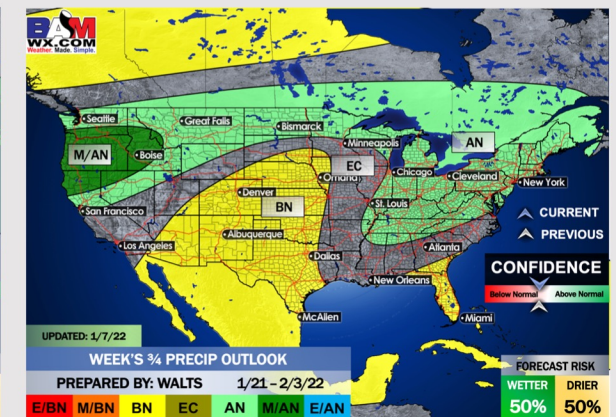 BAM
WX.COM
Weather. Made. Simple.
Seattle
Great Falls
Bismarck
Minneapolis
AN
M/AN
Boise
EC
Omaha
Chicago
Cleveland
New York
Denver
BN
St. Louis
San Francisco
CURRENT
PREVIOUS
Los Angeles
Albuquerque
Atlanta
Dallas
CONFIDENCE
New Orleans
Below Normal
Above Normal
McAllen
Miami
UPDATED: 1/7/22
WEEK'S ¾ PRECIP OUTLOOK
PREPARED BY: WALTS 1/21 – 2/3/22
E/BN M/BN BN EC AN M/AN E/AN
FORECAST RISK
WETTER DRIER
50% 50%